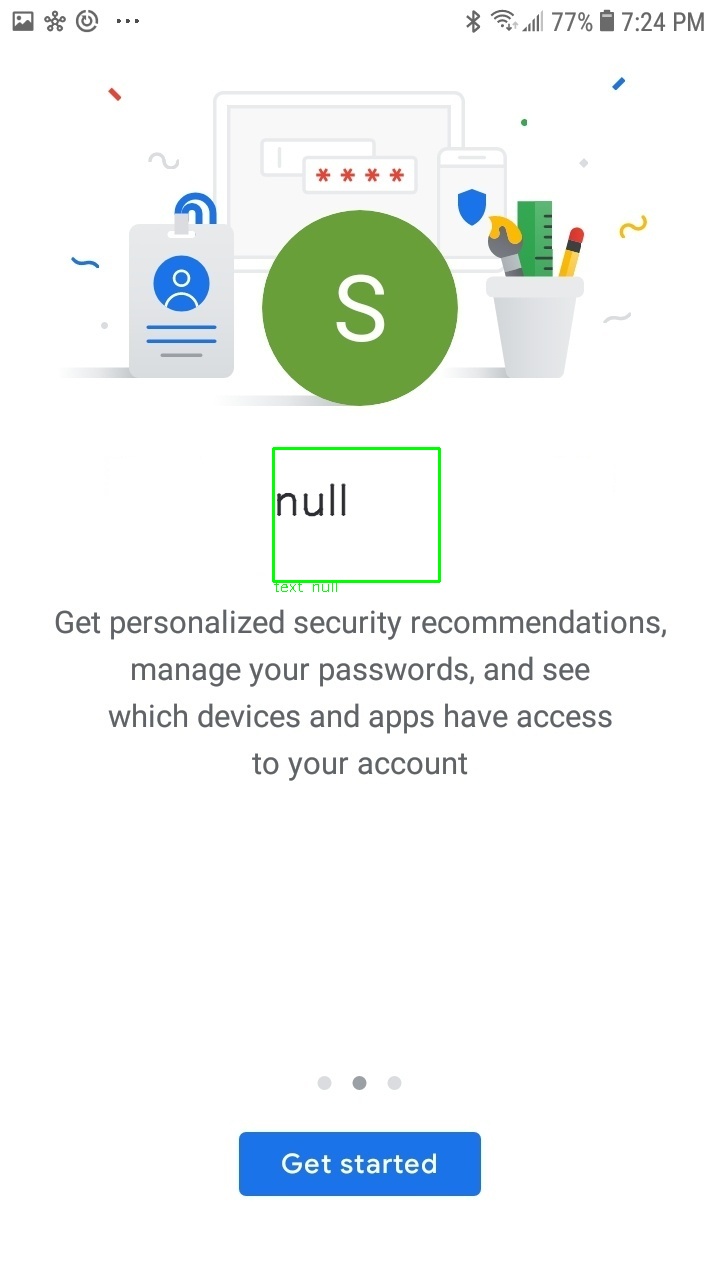 77% 7:24 PM
* * * *
S
null
text null
Get personalized security recommendations,
manage your passwords, and see
which devices and apps have access
to your account
Get started